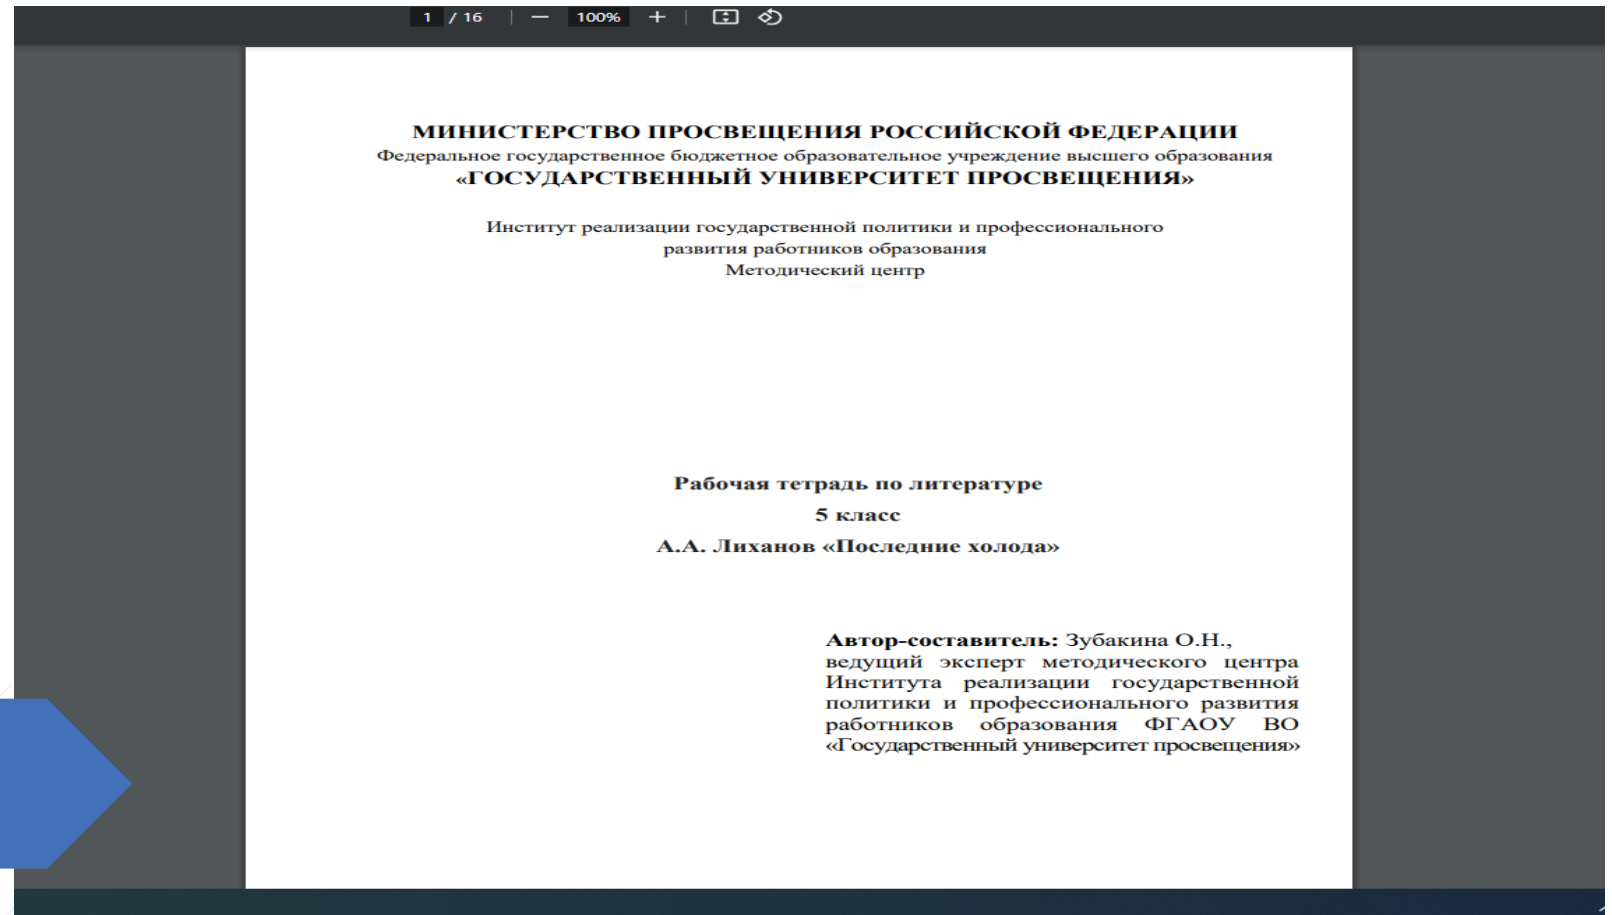 1 / 16 | — 100% + |
МИНИСТЕРСТВО ПРОСВЕЩЕНИЯ РОССИЙСКОЙ ФЕДЕРАЦИИ
Федеральное государственное бюджетное образовательное учреждение высшего образования
«ГОСУДАРСТВЕННЫЙ УНИВЕРСИТЕТ ПРОСВЕЩЕНИЯ»
Институт реализации государственной политики и профессионального
развития работников образования
Методический центр
Рабочая тетрадь по литературе
5 класс
А.А. Лиханов «Последние холода»
Автор-составитель: Зубакина О.Н.,
ведущий эксперт методического центра
Института реализации государственной
политики и профессионального развития
работников образования ФГАОУ ВО
«Государственный университет просвещения»